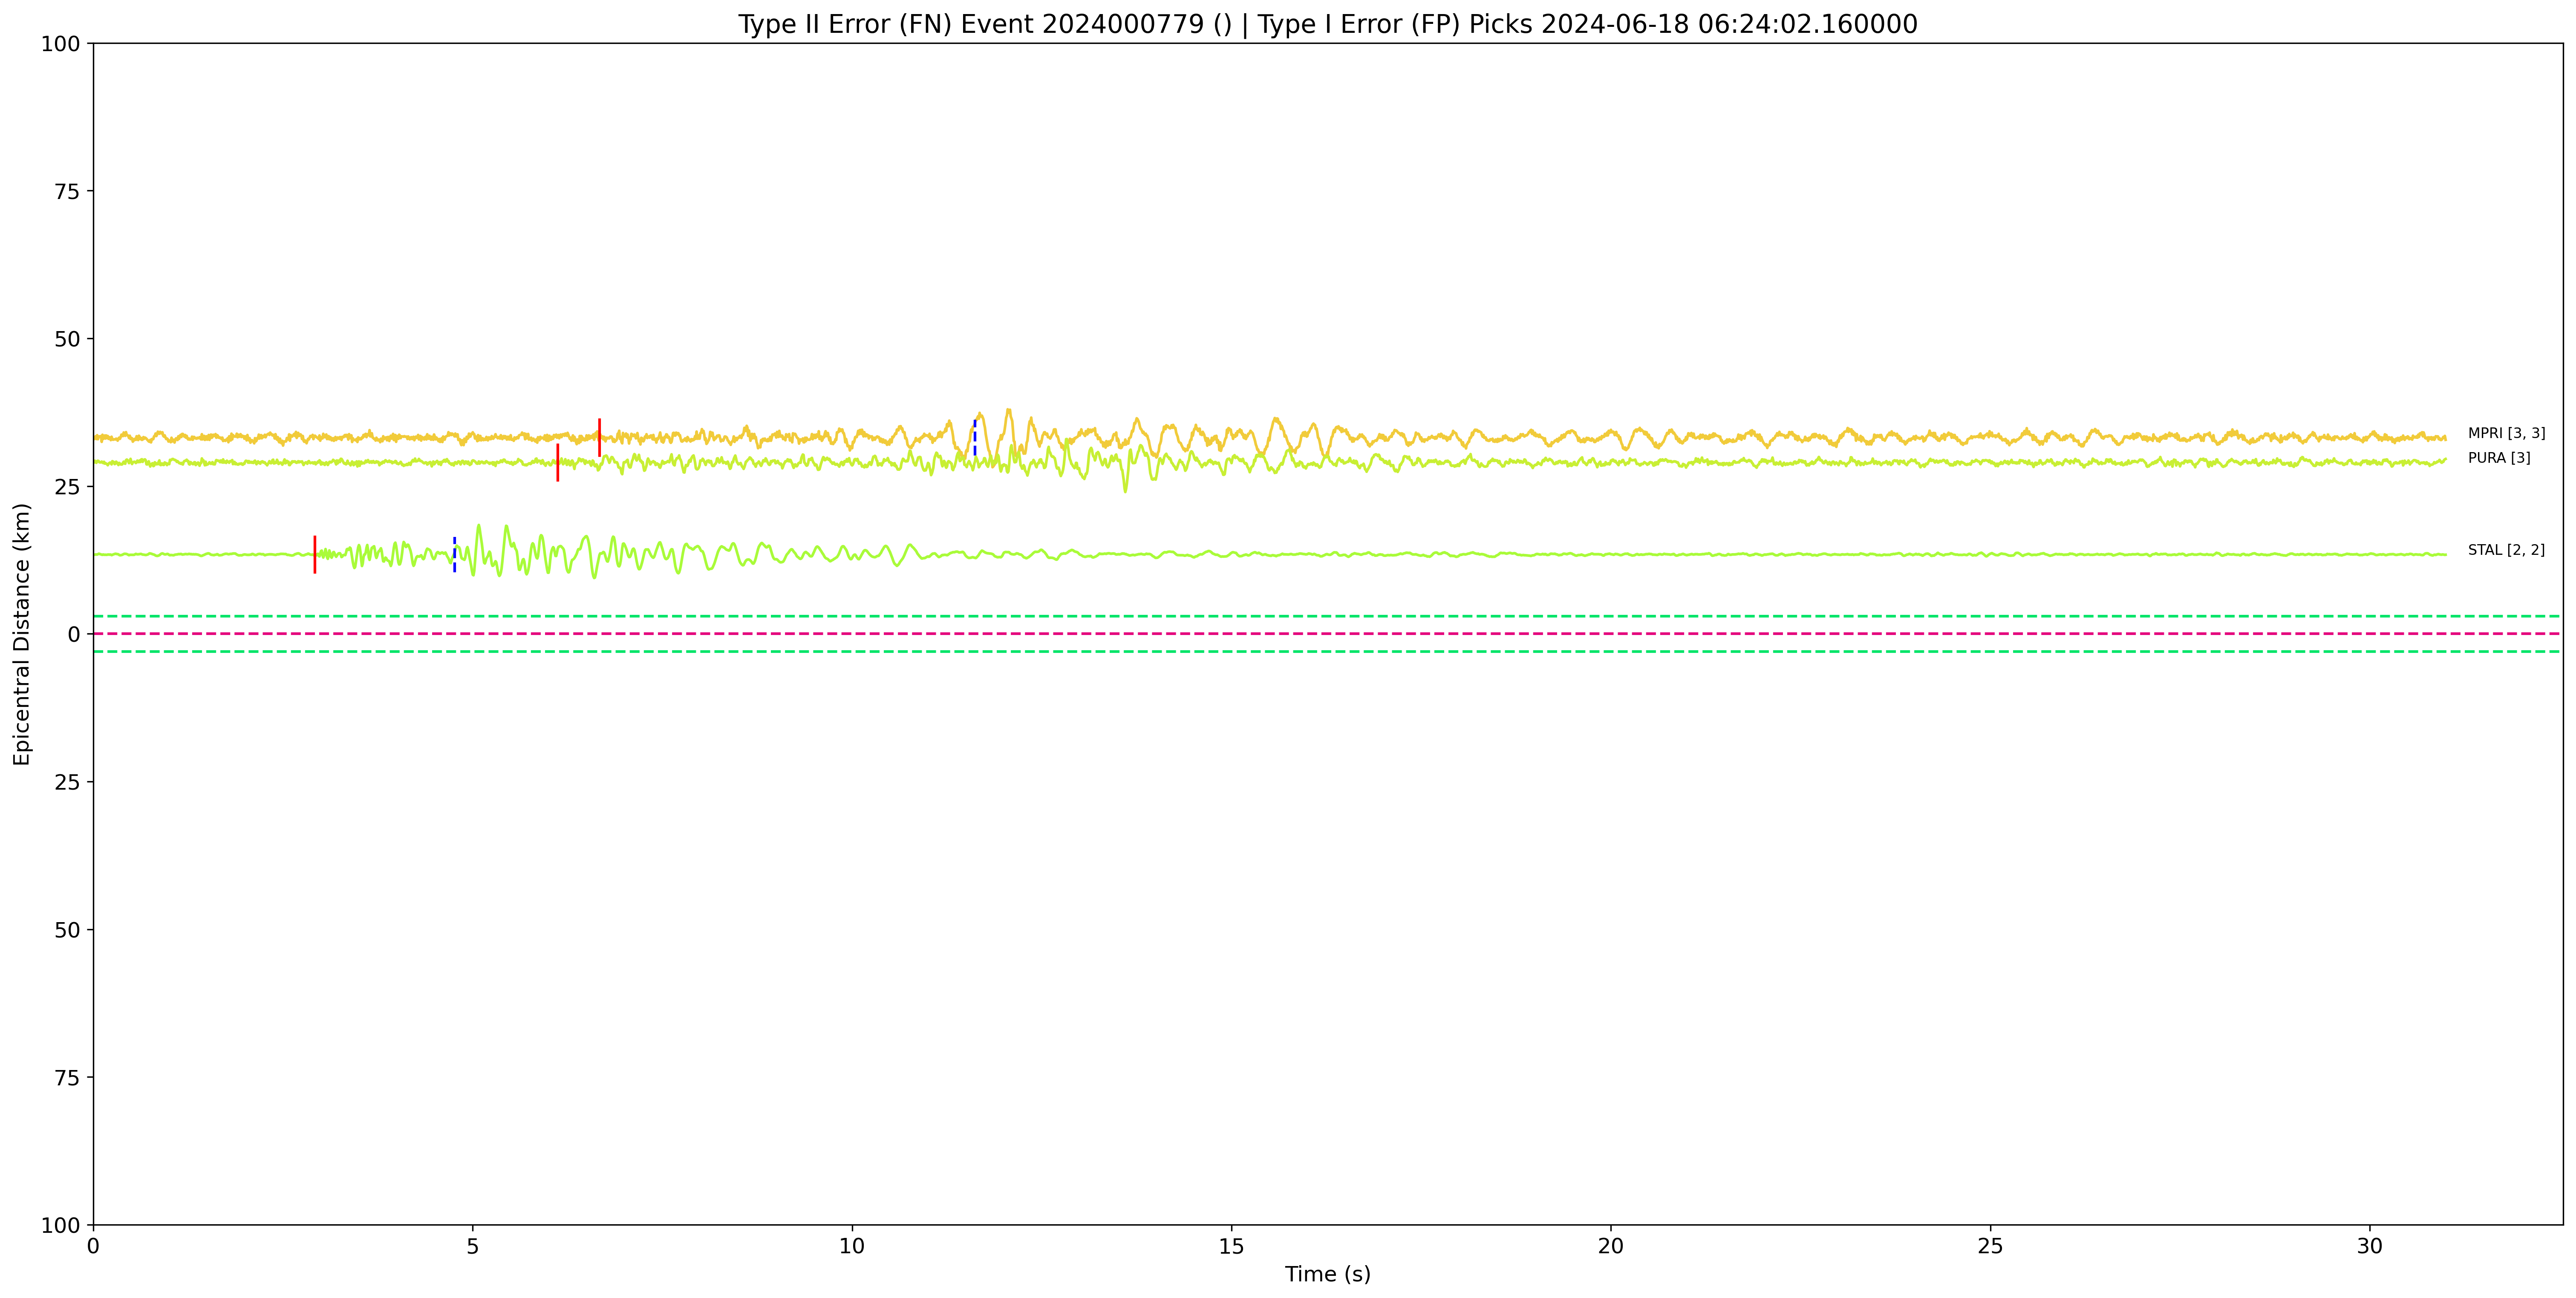 Type II Error (FN) Event 2024000779 () | Type I Error (FP) Picks 2024-06-18 06:24:02.160000
100
75
50
25
0
25
50
75
100
Epicentral Distance (km)
MPRI [3, 3]
PURA [3]
STAL [2, 2]
0 5 10 15 20 25 30
Time (s)